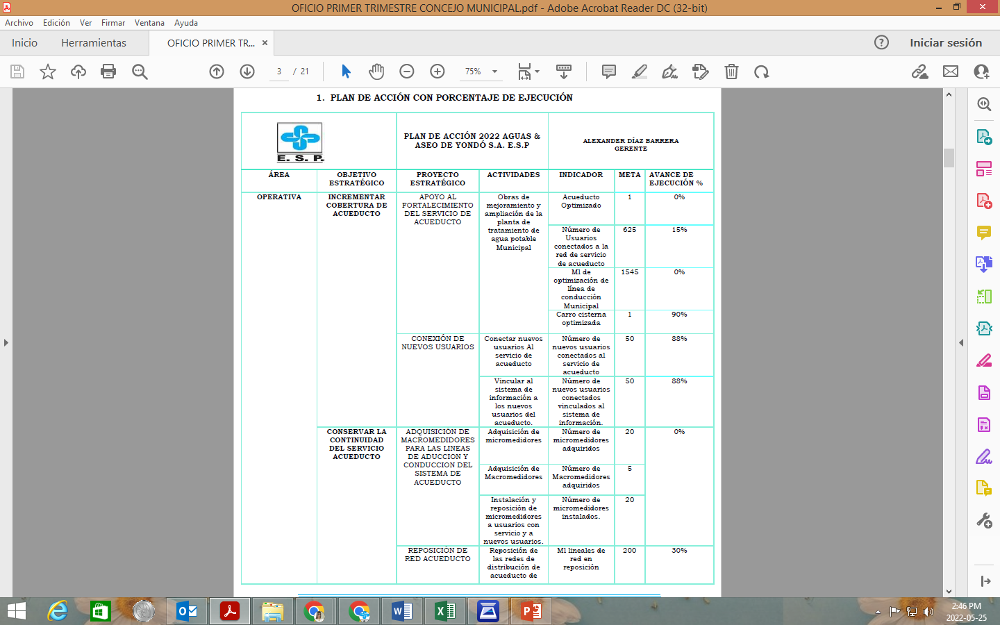 OFICIO PRIMER TRIMESTRE CONCEJO MUNICIPAL.pdf - Adobe Acrobat Reader DC (32-bit)
Archivo Edición Ver Firmar Ventana Ayuda
Inicio Herramientas OFICIO PRIMER TR... × Iniciar sesión
3 / 21 75%
1. PLAN DE ACCIÓN CON PORCENTAJE DE EJECUCIÓN
E. S. P.
PLAN DE ACCIÓN 2022 AGUAS &
ASEO DE YONDÓ S.A. E.S.P
ALEXANDER DÍAZ BARRERA
GERENTE
ÁREA
OBJETIVO
ESTRATÉGICO
PROYECTO
ESTRATÉGICO
ACTIVIDADES
INDICADOR
META
AVANCE DE
EJECUCIÓN %
OPERATIVA
INCREMENTAR
COBERTURA DE
ACUEDUCTO
APOYO AL
FORTALECIMIENTO
DEL SERVICIO DE
ACUEDUCTO
Obras de
mejoramiento y
ampliación de la
planta de
tratamiento de
agua potable
Municipal
Acueducto
Optimizado
1
0%
Número de
Usuarios
conectados a la
red de servicio
de acueducto
625
15%
Ml de
optimización de
línea de
conducción
Municipal
1545
0%
Carro cisterna
optimizada
1
90%
CONEXIÓN DE
NUEVOS USUARIOS
Conectar nuevos
usuarios Al
servicio de
acueducto
Número de
nuevos usuarios
conectados al
servicio de
acueducto
50
88%
Vincular al
sistema de
información a
los nuevos
usuarios del
acueducto.
Número de
nuevos usuarios
conectados
vinculados al
sistema de
información.
50
88%
CONSERVAR LA
CONTINUIDAD
DEL SERVICIO
ACUEDUCTO
ADQUISICIÓN DE
MACROMEDIDORES
PARA LAS LINEAS
DE ADUCCION Y
CONDUCCION DEL
SISTEMA DE
ACUEDUCTO
Adquisición de
micromedidores
Número de
micromedidores
adquiridos
20
0%
Adquisición de
Macromedidores
Número de
Macromedidores
adquiridos
5
Instalación y
reposición de
micromedidores
a usuarios con
servicio y a
nuevos usuarios.
Número de
micromedidores
instalados.
20
REPOSICIÓN DE
RED ACUEDUCTO
Reposición de
las redes de
distribución de
acueducto de
Ml lineales de
red en
reposición
200
30%
2:46 PM
2022-05-25